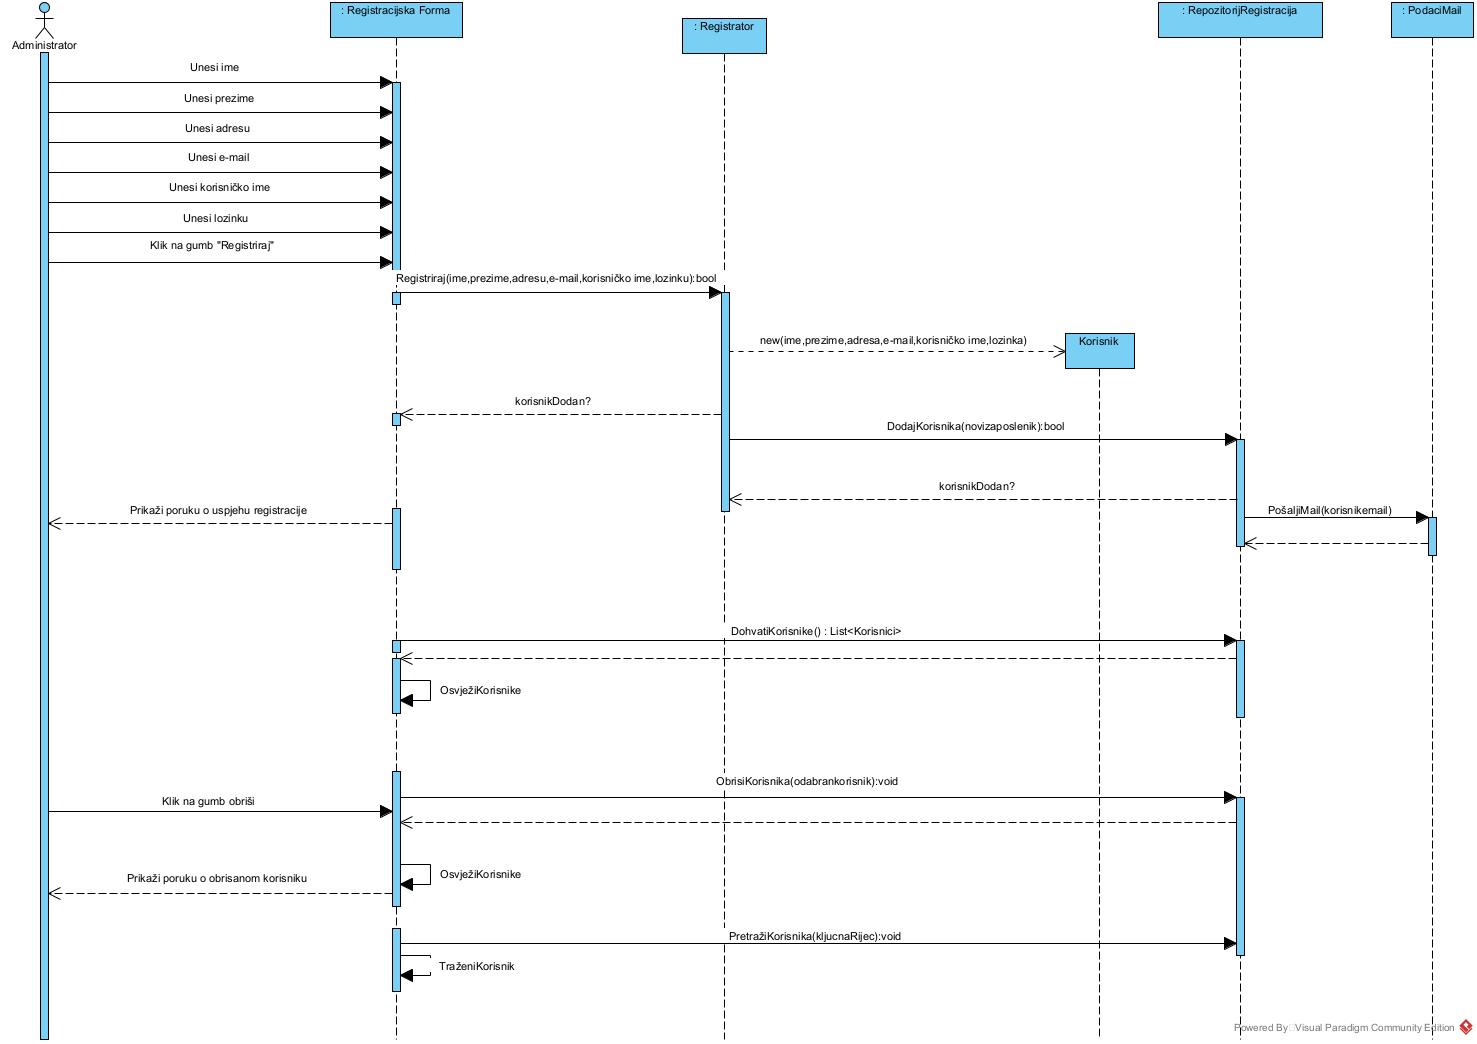 : Registracijska Forma
: Registrator
: RepozitorijRegistracija
: PodaciMail
Administrator
Unesi ime
Unesi prezime
Unesi adresu
Unesi e-mail
Unesi korisničko ime
Unesi lozinku
Klik na gumb "Registriraj"
Registriraj(ime,prezime,adresu,e-mail,korisničko ime,lozinku):bool
new(ime,prezime,adresa,e-mail,korisničko ime,lozinka)
Korisnik
korisnikDodan?
DodajKorisnika(novizaposlenik):bool
korisnikDodan?
Prikaži poruku o uspjehu registracije
PošaljiMail(korisnikemail)
DohvatiKorisnike() : List<Korisnici>
OsvježiKorisnike
ObrisiKorisnika(odabrankorisnik):void
Klik na gumb obriši
OsvježiKorisnike
Prikaži poruku o obrisanom korisniku
PretražiKorisnika(kljucnaRijec):void
TraženiKorisnik
Powered By Visual Paradigm Community Edition